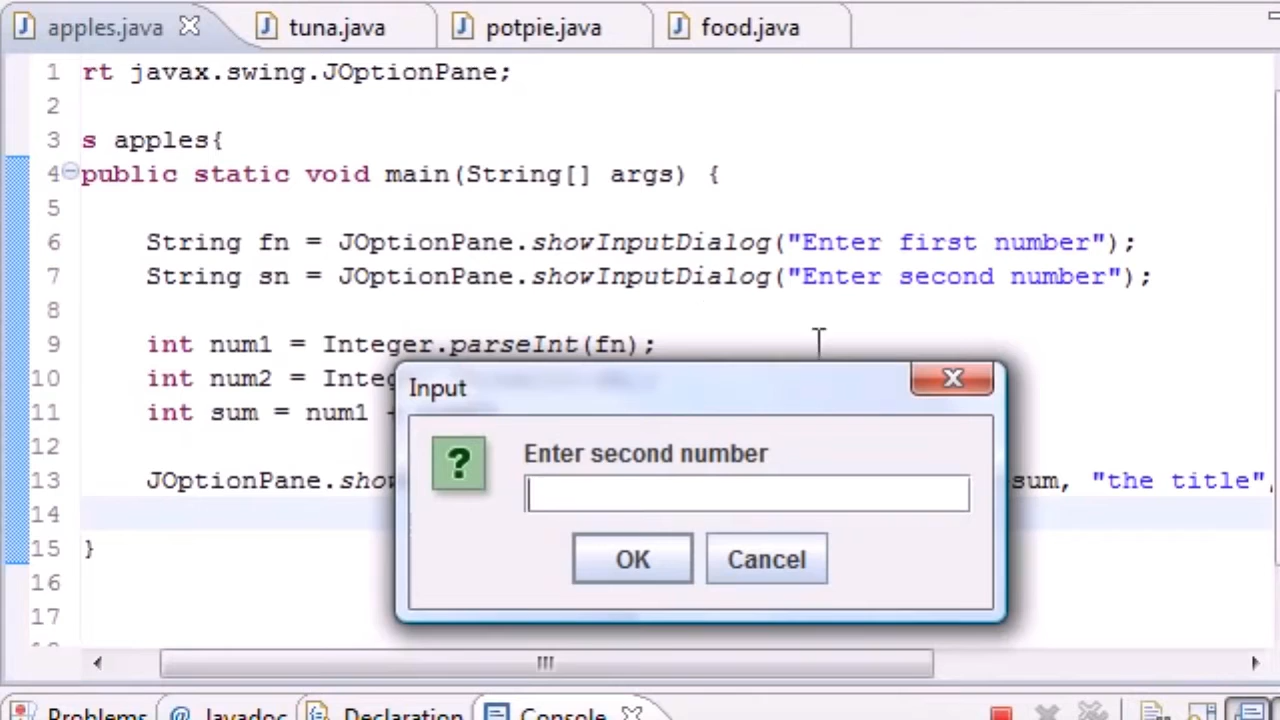 apples.java tuna.java potpie.java food.java
1 rt javax.swing.JOptionPane;
2
3 s apples{
4 public static void main(String[] args) {
5
6 String fn = JOptionPane.showInputDialog("Enter first number");
7 String sn = JOptionPane.showInputDialog("Enter second number");
8
9 int num1 = Integer.parseInt(fn);
10 int num2 = Integ
11 int sum = num1
12
13 JOptionPane.show sum, "the title",
14
15 }
16
17
Input
?
Enter second number
OK Cancel
Problems @ Javadoc Declaration Console